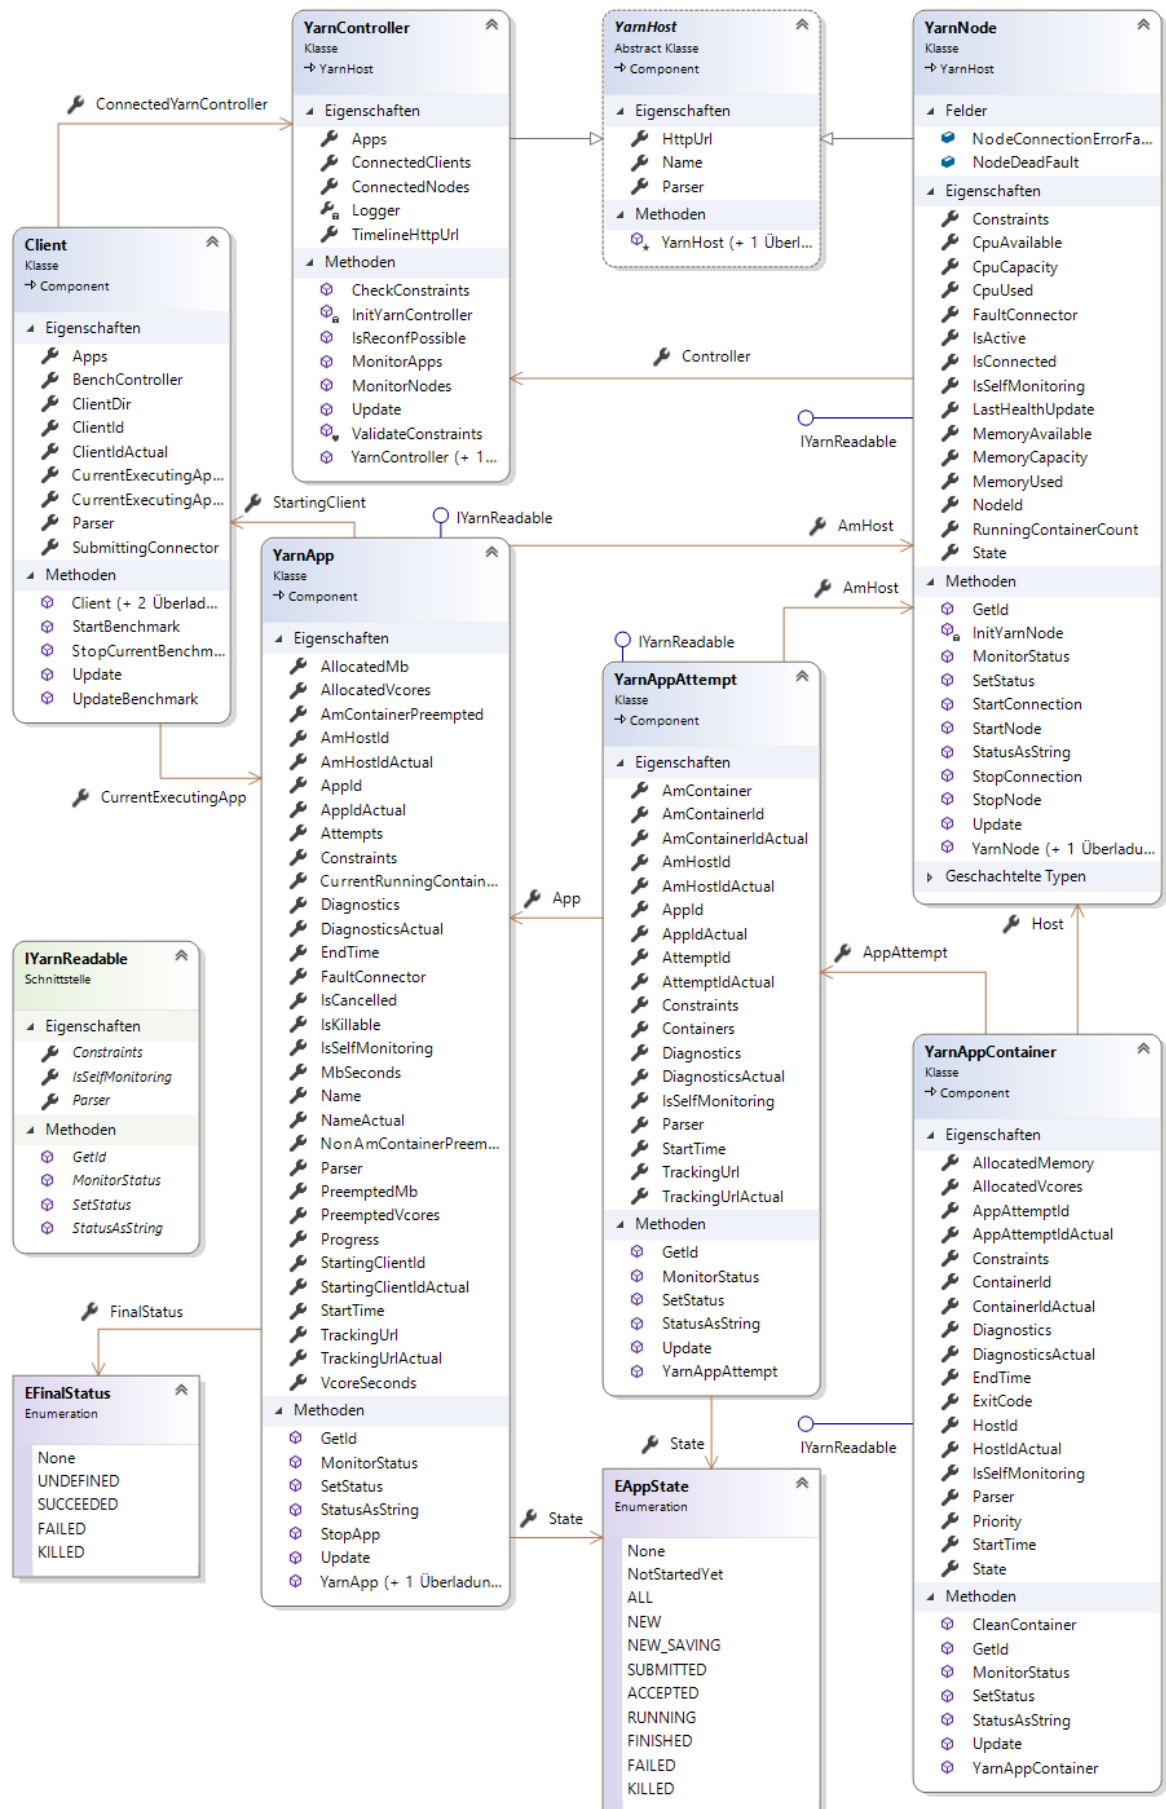 YarnController
Klasse
YarnHost
Eigenschaften
Apps
ConnectedClients
ConnectedNodes
Logger
TimelineHttpUrl
Methoden
CheckConstraints
InitYarnController
IsReconfPossible
MonitorApps
MonitorNodes
Update
ValidateConstraints
YarnController (+ 1...
YarnHost
Abstract Klasse
Component
Eigenschaften
HttpUrl
Name
Parser
Methoden
YarnHost (+ 1 Überl...
YarnNode
Klasse
YarnHost
Felder
NodeConnectionErrorFa...
NodeDeadFault
Eigenschaften
Constraints
CpuAvailable
CpuCapacity
CpuUsed
FaultConnector
IsActive
IsConnected
IsSelfMonitoring
LastHealthUpdate
MemoryAvailable
MemoryCapacity
MemoryUsed
NodeId
RunningContainerCount
State
Methoden
GetId
InitYarnNode
MonitorStatus
SetStatus
StartConnection
StartNode
StatusAsString
StopConnection
StopNode
Update
YarnNode (+ 1 Überladu...
Geschachtelte Typen
ConnectedYarnController
Client
Klasse
Component
Eigenschaften
Apps
BenchController
ClientDir
ClientId
ClientIdActual
CurrentExecutingAp...
CurrentExecutingAp...
Parser
SubmittingConnector
Methoden
Client (+ 2 Überlad...
StartBenchmark
StopCurrentBenchm...
Update
UpdateBenchmark
Controller
IYarnReadable
StartingClient
IYarnReadable
AmHost
AmHost
IYarnReadable
CurrentExecutingApp
YarnApp
Klasse
Component
Eigenschaften
AllocatedMb
AllocatedVcores
AmContainerPreempted
AmHostId
AmHostIdActual
AppId
AppIdActual
Attempts
Constraints
CurrentRunningContain...
Diagnostics
DiagnosticsActual
EndTime
FaultConnector
IsCancelled
IsKillable
IsSelfMonitoring
MbSeconds
Name
NameActual
NonAmContainerPreem...
Parser
PreemptedMb
PreemptedVcores
Progress
StartingClientId
StartingClientIdActual
StartTime
TrackingUrl
TrackingUrlActual
VcoreSeconds
Methoden
GetId
MonitorStatus
SetStatus
StatusAsString
StopApp
Update
YarnApp (+ 1 Überladun...
YarnAppAttempt
Klasse
Component
Eigenschaften
AmContainer
AmContainerId
AmContainerIdActual
AmHostId
AmHostIdActual
AppId
AppIdActual
AttemptId
AttemptIdActual
Constraints
Containers
Diagnostics
DiagnosticsActual
IsSelfMonitoring
Parser
StartTime
TrackingUrl
TrackingUrlActual
Methoden
GetId
MonitorStatus
SetStatus
StatusAsString
Update
YarnAppAttempt
App
AppAttempt
Host
IYarnReadable
Schnittstelle
Eigenschaften
Constraints
IsSelfMonitoring
Parser
Methoden
GetId
MonitorStatus
SetStatus
StatusAsString
YarnAppContainer
Klasse
Component
Eigenschaften
AllocatedMemory
AllocatedVcores
AppAttemptId
AppAttemptIdActual
Constraints
ContainerId
ContainerIdActual
Diagnostics
DiagnosticsActual
EndTime
ExitCode
HostId
HostIdActual
IsSelfMonitoring
Parser
Priority
StartTime
State
Methoden
CleanContainer
GetId
MonitorStatus
SetStatus
StatusAsString
Update
YarnAppContainer
FinalStatus
EFinalStatus
Enumeration
None
UNDEFINED
SUCCEEDED
FAILED
KILLED
State
IYarnReadable
State
EAppState
Enumeration
None
NotStartedYet
ALL
NEW
NEW_SAVING
SUBMITTED
ACCEPTED
RUNNING
FINISHED
FAILED
KILLED